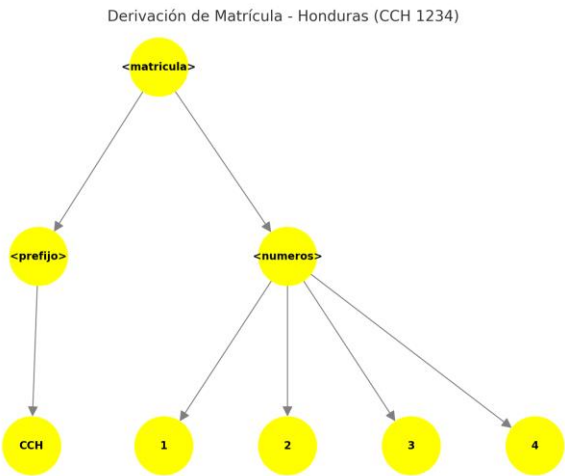 Derivación de Matrícula - Honduras (CCH 1234)
<matricula>
<prefijo>
<numeros>
CCH
1
2
3
4